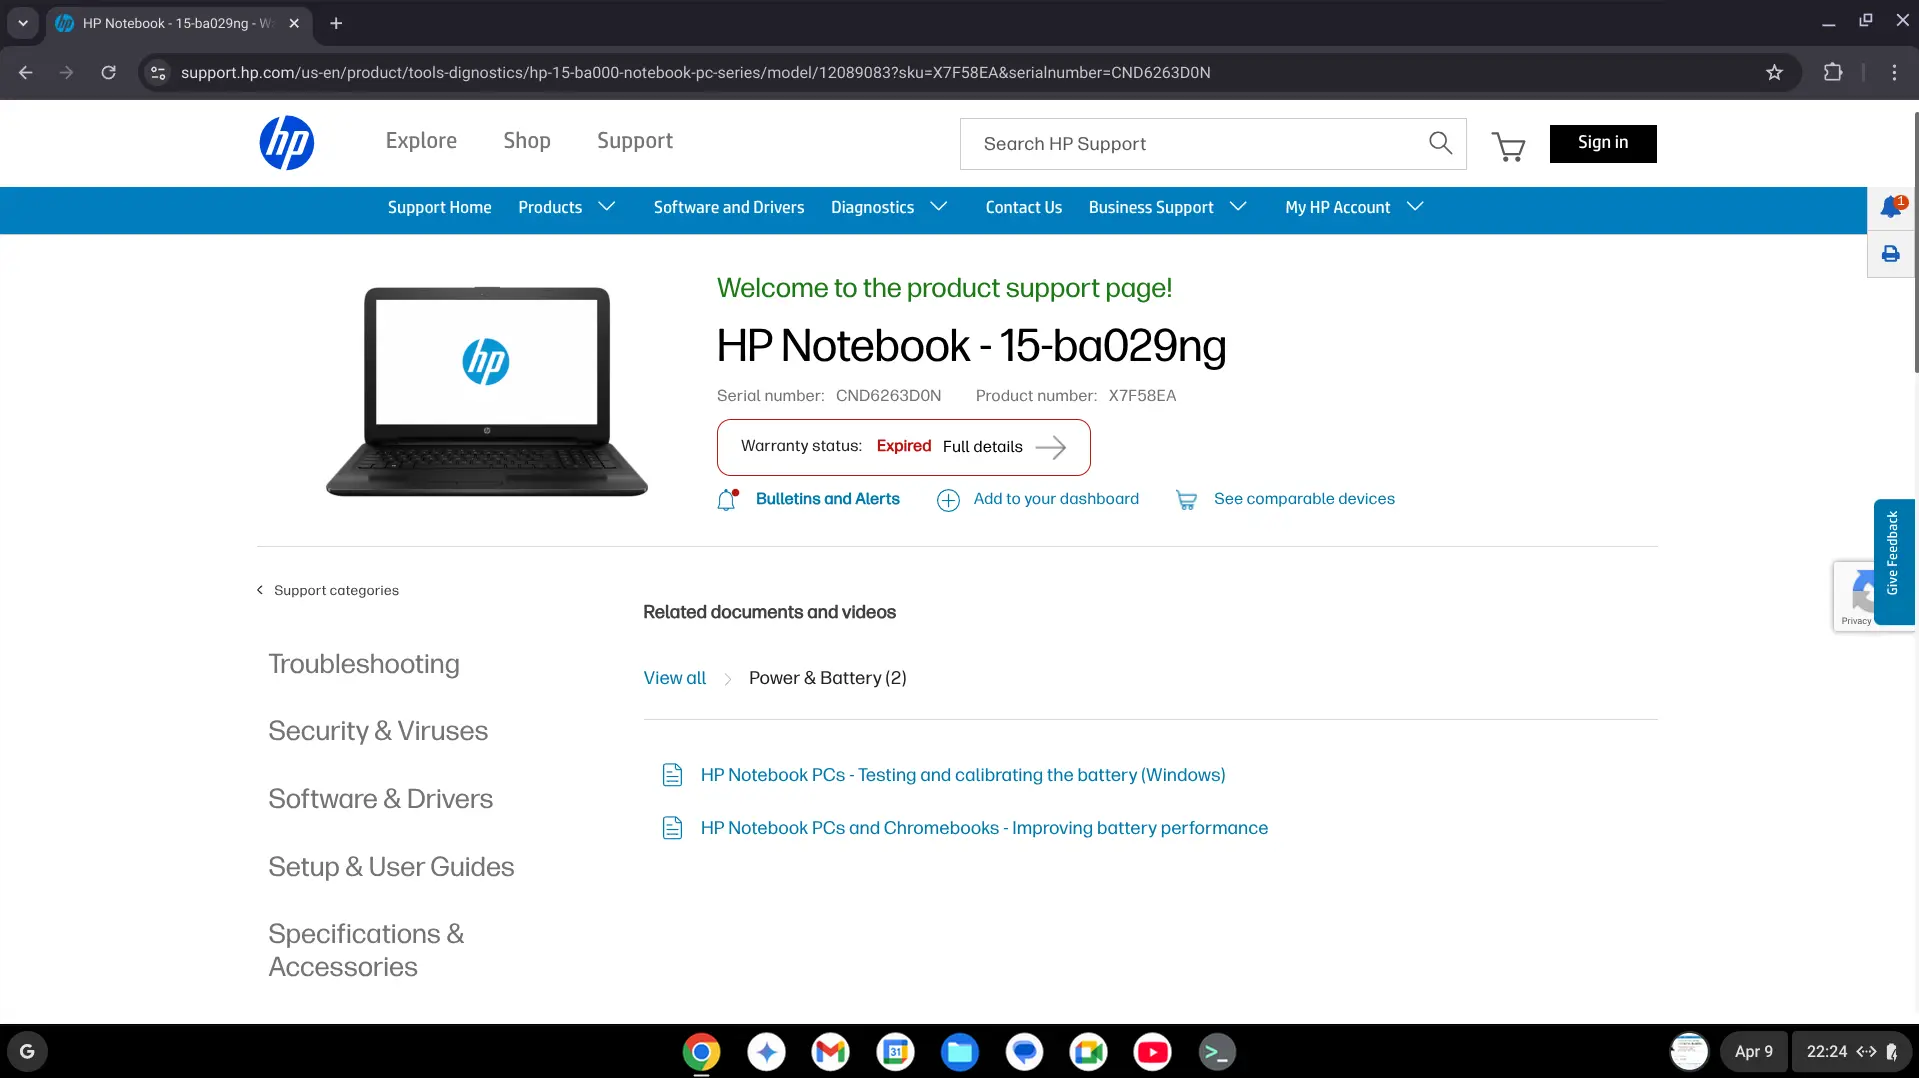 HP Notebook - 15-ba029ng - W
support.hp.com/us-en/product/tools-dignostics/hp-15-ba000-notebook-pc-series/model/12089083?sku=X7F58EA&serialnumber=CND6263D0N
hp Explore Shop Support Search HP Support Sign in
Support Home Products Software and Drivers Diagnostics Contact Us Business Support My HP Account 1
Welcome to the product support page!
hp
HP Notebook - 15-ba029ng
Serial number: CND6263D0N Product number: X7F58EA
Warranty status: Expired Full details
Bulletins and Alerts Add to your dashboard See comparable devices
Give Feedback
Privacy
Support categories
Troubleshooting
Security & Viruses
Software & Drivers
Setup & User Guides
Specifications &
Accessories
Related documents and videos
View all Power & Battery (2)
HP Notebook PCs - Testing and calibrating the battery (Windows)
HP Notebook PCs and Chromebooks - Improving battery performance
G 31 >_ Apr 9 22:24